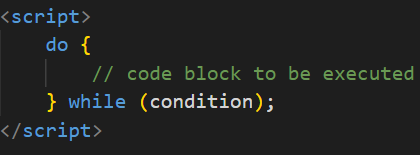 <script>
    do {
        // code block to be executed
    } while (condition);
</script>